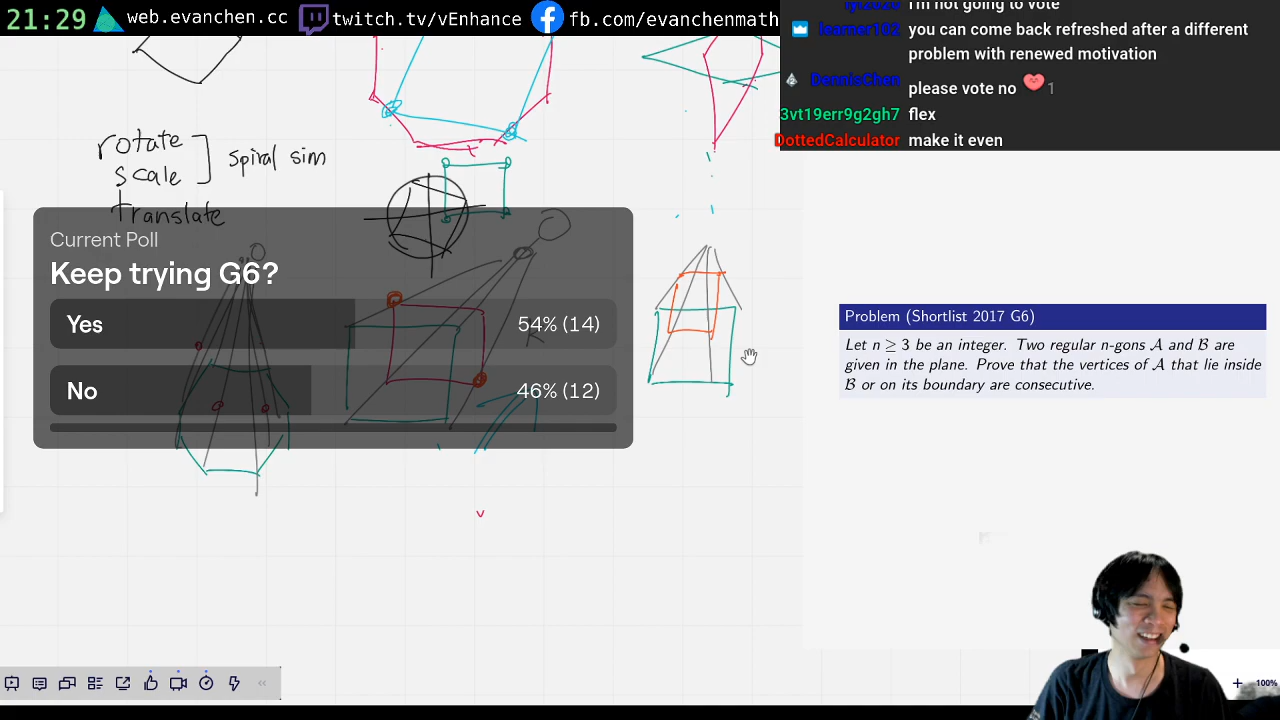 21:29 web.evanchen.cc twitch.tv/vEnhance fb.com/evanchenmath
I'm not going to vote
learner102 you can come back refreshed after a different
problem with renewed motivation
DennisChen please vote no 1
3vt19err9g2gh7 flex
DottedCalculator make it even
rotate
scale
spiral sim
translate
Current Poll
Keep trying G6?
Yes 54% (14)
No 46% (12)
Problem (Shortlist 2017 G6)
Let n ≥ 3 be an integer. Two regular n-gons A and B are
given in the plane. Prove that the vertices of A that lie inside
B or on its boundary are consecutive.
100%